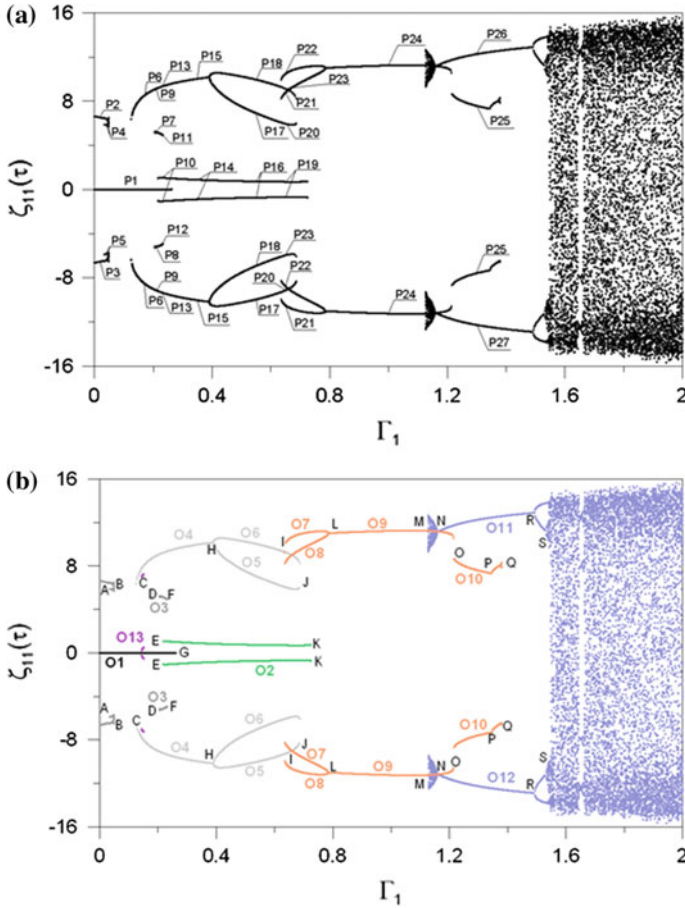 (a)
16
P24
P26
P22
P15
P18
P13
P6
P9
P23
P2
P4
P7
P11
P21
P17
P20
P25
8
P10
P14
P16
P19
P1
0
P12
P8
P5
P3
P18
P23
P25
P9
P20
P22
P24
P6
P13
P15
P17
P21
P27
-8
-16
ζ11(τ)
0
0.4
0.8
1.2
1.6
2
Γ1
(b)
16
O4
O6
I
O7
L
O9
M
N
O11
R
S
H
O8
O5
J
O
P
Q
O10
A
B
C
D
F
O3
8
O13
E
G
K
O1
0
E
O2
K
O3
A
B
D
F
C
O6
O10
Q
P
O4
H
J
O7
I
L
O9
O
N
M
S
R
O5
O8
O12
-8
-16
ζ11(τ)
0
0.4
0.8
1.2
1.6
2
Γ1